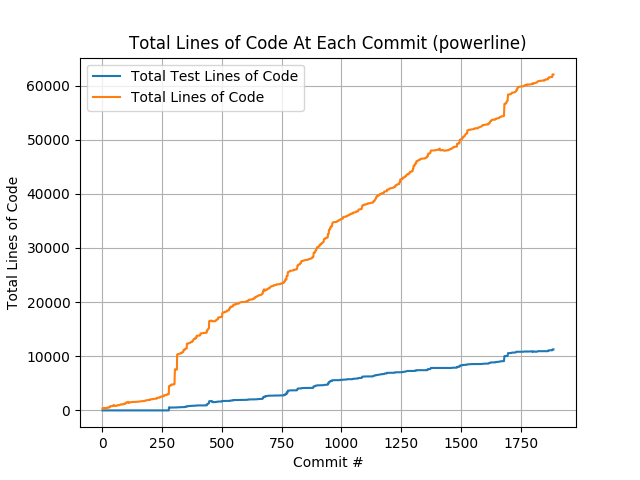 Total Lines of Code At Each Commit (powerline)
Total Test Lines of Code
Total Lines of Code
60000
50000
40000
30000
20000
10000
0
Total Lines of Code
0 250 500 750 1000 1250 1500 1750
Commit #